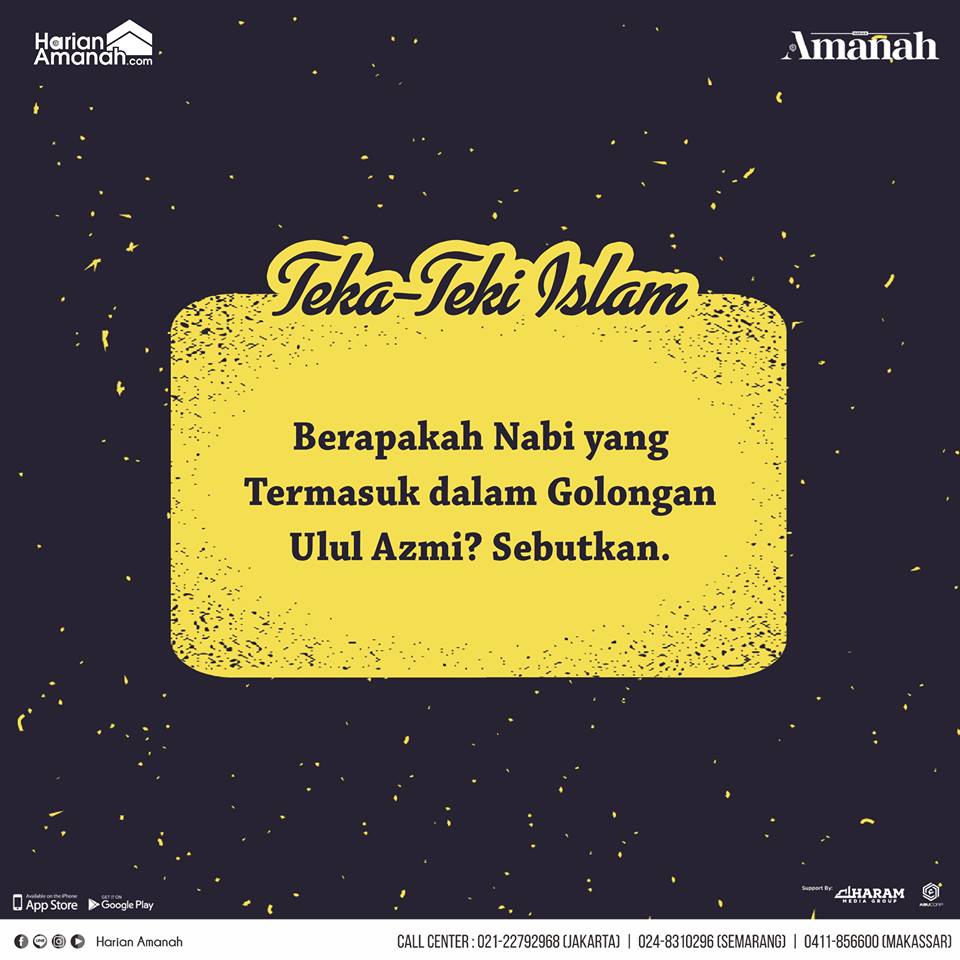 Harian
Amanah.com
HARIAN
Amanah
Teka-Teki Islam
Berapakah Nabi yang
Termasuk dalam Golongan
Ulul Azmi? Sebutkan.
Available on the iPhone
App Store
GET IT ON
Google Play
Support By:
ALHARAM
MEDIA GROUP
ABUCORP
Harian Amanah
CALL CENTER : 021-22792968 (JAKARTA) | 024-8310296 (SEMARANG) | 0411-856600 (MAKASSAR)